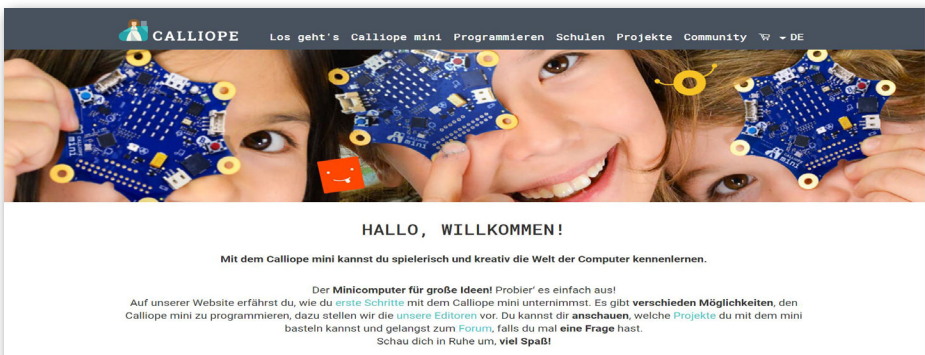 CALLIOPE Los geht's Calliope mini Programmieren Schulen Projekte Community DE
mini
HALLO, WILLKOMMEN!
Mit dem Calliope mini kannst du spielerisch und kreativ die Welt der Computer kennenlernen.
Der Minicomputer für große Ideen! Probier' es einfach aus!
Auf unserer Website erfährst du, wie du erste Schritte mit dem Calliope mini unternimmst. Es gibt verschieden Möglichkeiten, den
Calliope mini zu programmieren, dazu stellen wir die unsere Editoren vor. Du kannst dir anschauen, welche Projekte du mit dem mini
basteln kannst und gelangst zum Forum, falls du mal eine Frage hast.
Schau dich in Ruhe um, viel Spaß!